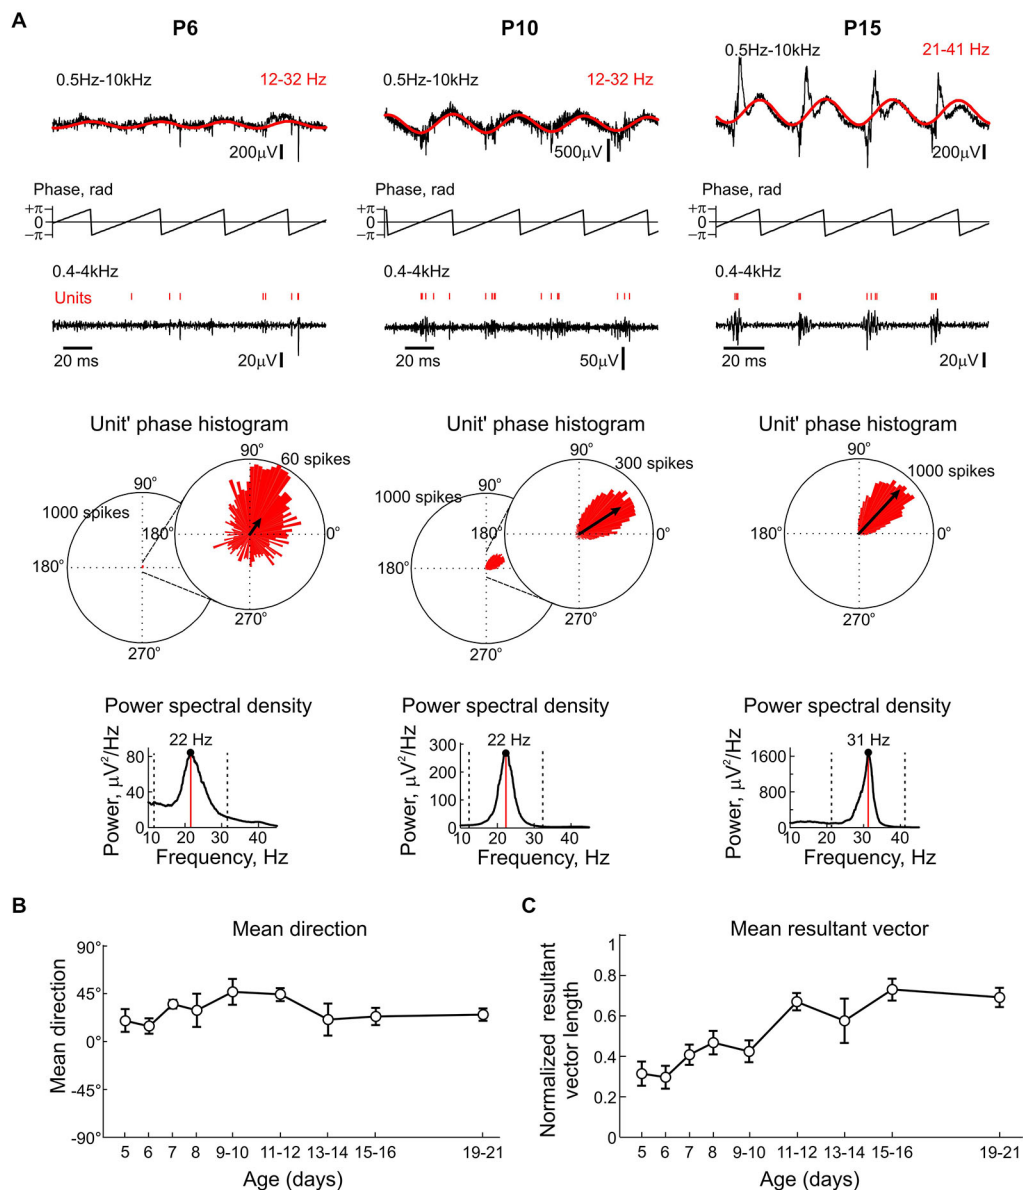 A
P6 P10 P15
0.5Hz-10kHz 12-32 Hz 0.5Hz-10kHz 12-32 Hz 0.5Hz-10kHz 21-41 Hz
200µV 500µV 200µV
Phase, rad Phase, rad Phase, rad
+π +π +π
0 0 0
−π −π −π
0.4-4kHz 0.4-4kHz 0.4-4kHz
Units
20 ms 20µV 20 ms 50µV 20 ms 20µV
Unit' phase histogram Unit' phase histogram Unit' phase histogram
90° 60 spikes 90° 300 spikes 90° 1000 spikes
1000 spikes 90° 180° 0° 1000 spikes 90° 180° 0° 180° 0°
180° 270° 180° 270° 270°
270° 270°
Power spectral density Power spectral density Power spectral density
Power, µV²/Hz Power, µV²/Hz Power, µV²/Hz
22 Hz 22 Hz 31 Hz
80 300 1600
40 200 800
0 100 0
0
10 20 30 40 10 20 30 40 10 20 30 40
Frequency, Hz Frequency, Hz Frequency, Hz
B
Mean direction
Mean direction
90°
45°
0°
-45°
-90°
5 6 7 8 9-10 11-12 13-14 15-16 19-21
Age (days)
C
Mean resultant vector
Normalized resultant
vector length
1
0.8
0.6
0.4
0.2
0
5 6 7 8 9-10 11-12 13-14 15-16 19-21
Age (days)